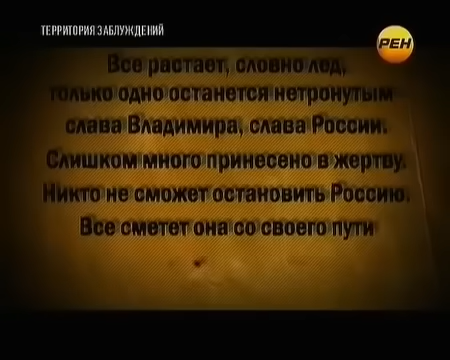 ТЕРРИТОРИЯ ЗАБЛУЖДЕНИЙ
РЕН
Все растает, словно лед,
только одно останется нетронутым
слава Владимира, слава России.
Слишком много принесено в жертву.
Никто не сможет остановить Россию.
Все сметет она со своего пути